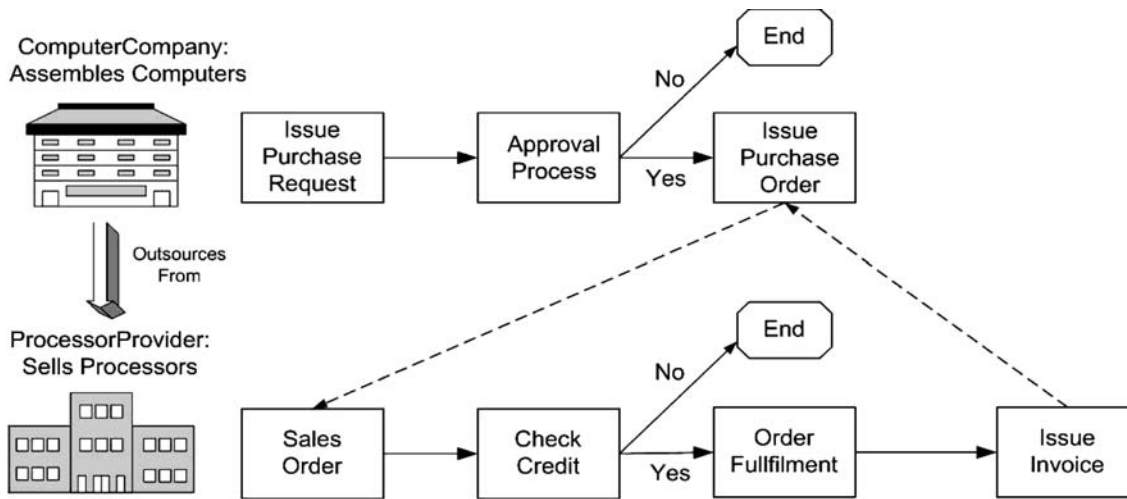 ComputerCompany:
Assembles Computers
Outsources
From
ProcessorProvider:
Sells Processors
Issue
Purchase
Request
Approval
Process
No
End
Yes
Issue
Purchase
Order
Sales
Order
Check
Credit
No
End
Yes
Order
Fullfilment
Issue
Invoice